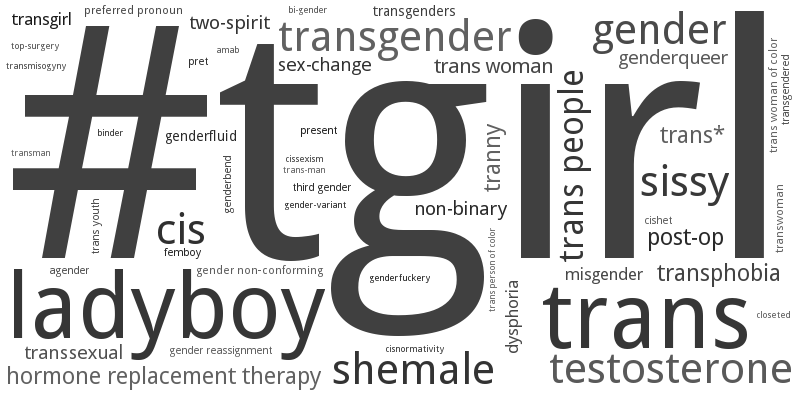 preferred pronoun
transgirl
two-spirit
bi-gender
transgenders
transgender
gender
top-surgery
amab
pret
transmisogyny
sex-change
trans woman
genderqueer
#tgirl
binder
genderfluid
present
tranny
trans people
trans*
trans woman of color
transgendered
transman
genderbend
cissexism
trans-man
third gender
gender-variant
sissy
non-binary
trans youth
cis
femboy
cishet
post-op
transwoman
agender
gender non-conforming
genderfuckery
trans person of color
dysphoria
misgender
transphobia
ladyboy
trans
closeted
transsexual
gender reassignment
cisnormativity
hormone replacement therapy
shemale
testosterone